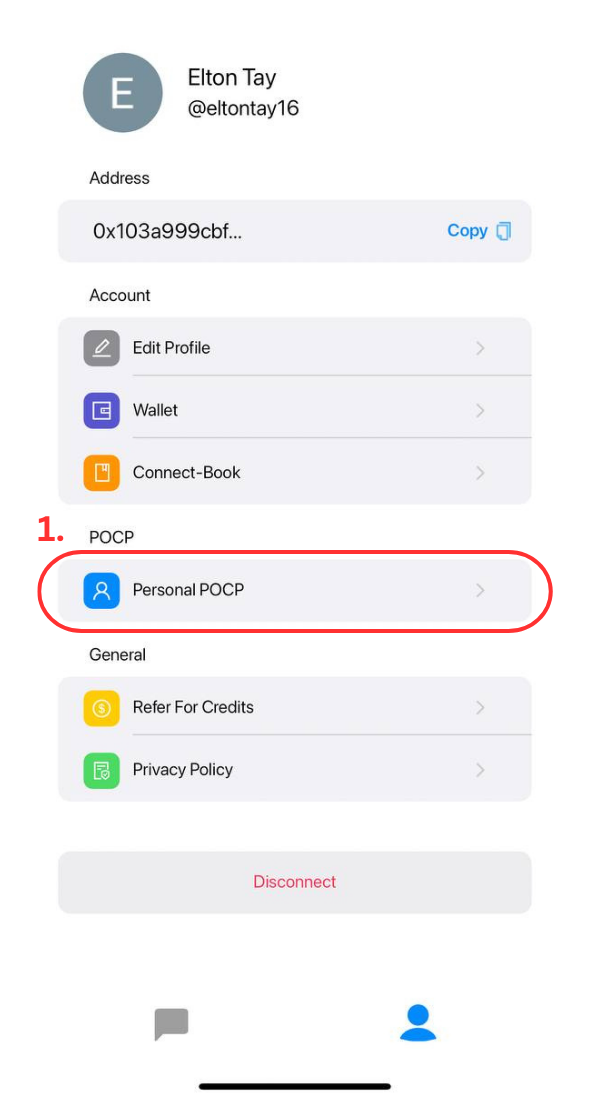 E
Elton Tay
@eltontay16
Address
0x103a999cbf...
Copy
Account
Edit Profile
Wallet
Connect-Book
1.
POCP
Personal POCP
General
$
Refer For Credits
Privacy Policy
Disconnect